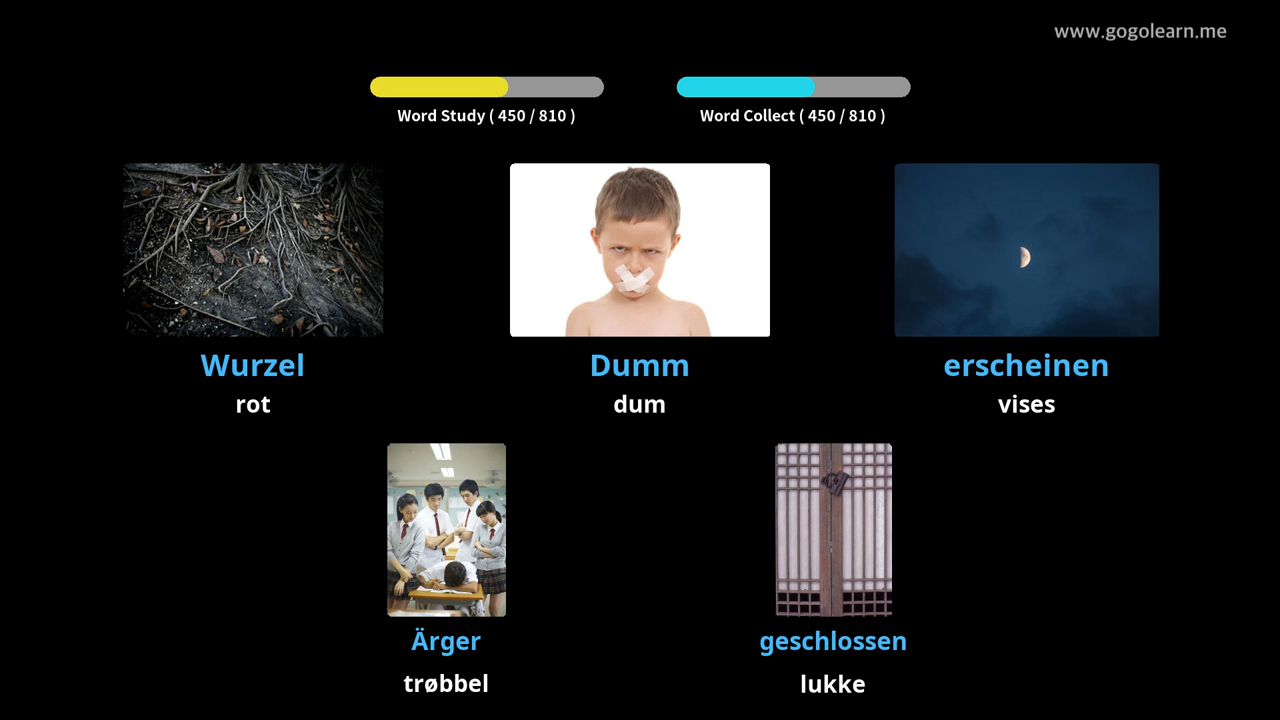 www.gogolearn.me
Word Study ( 450 / 810 )
Word Collect ( 450 / 810 )
Wurzel
rot
Dumm
dum
erscheinen
vises
Ärger
trøbbel
geschlossen
lukke